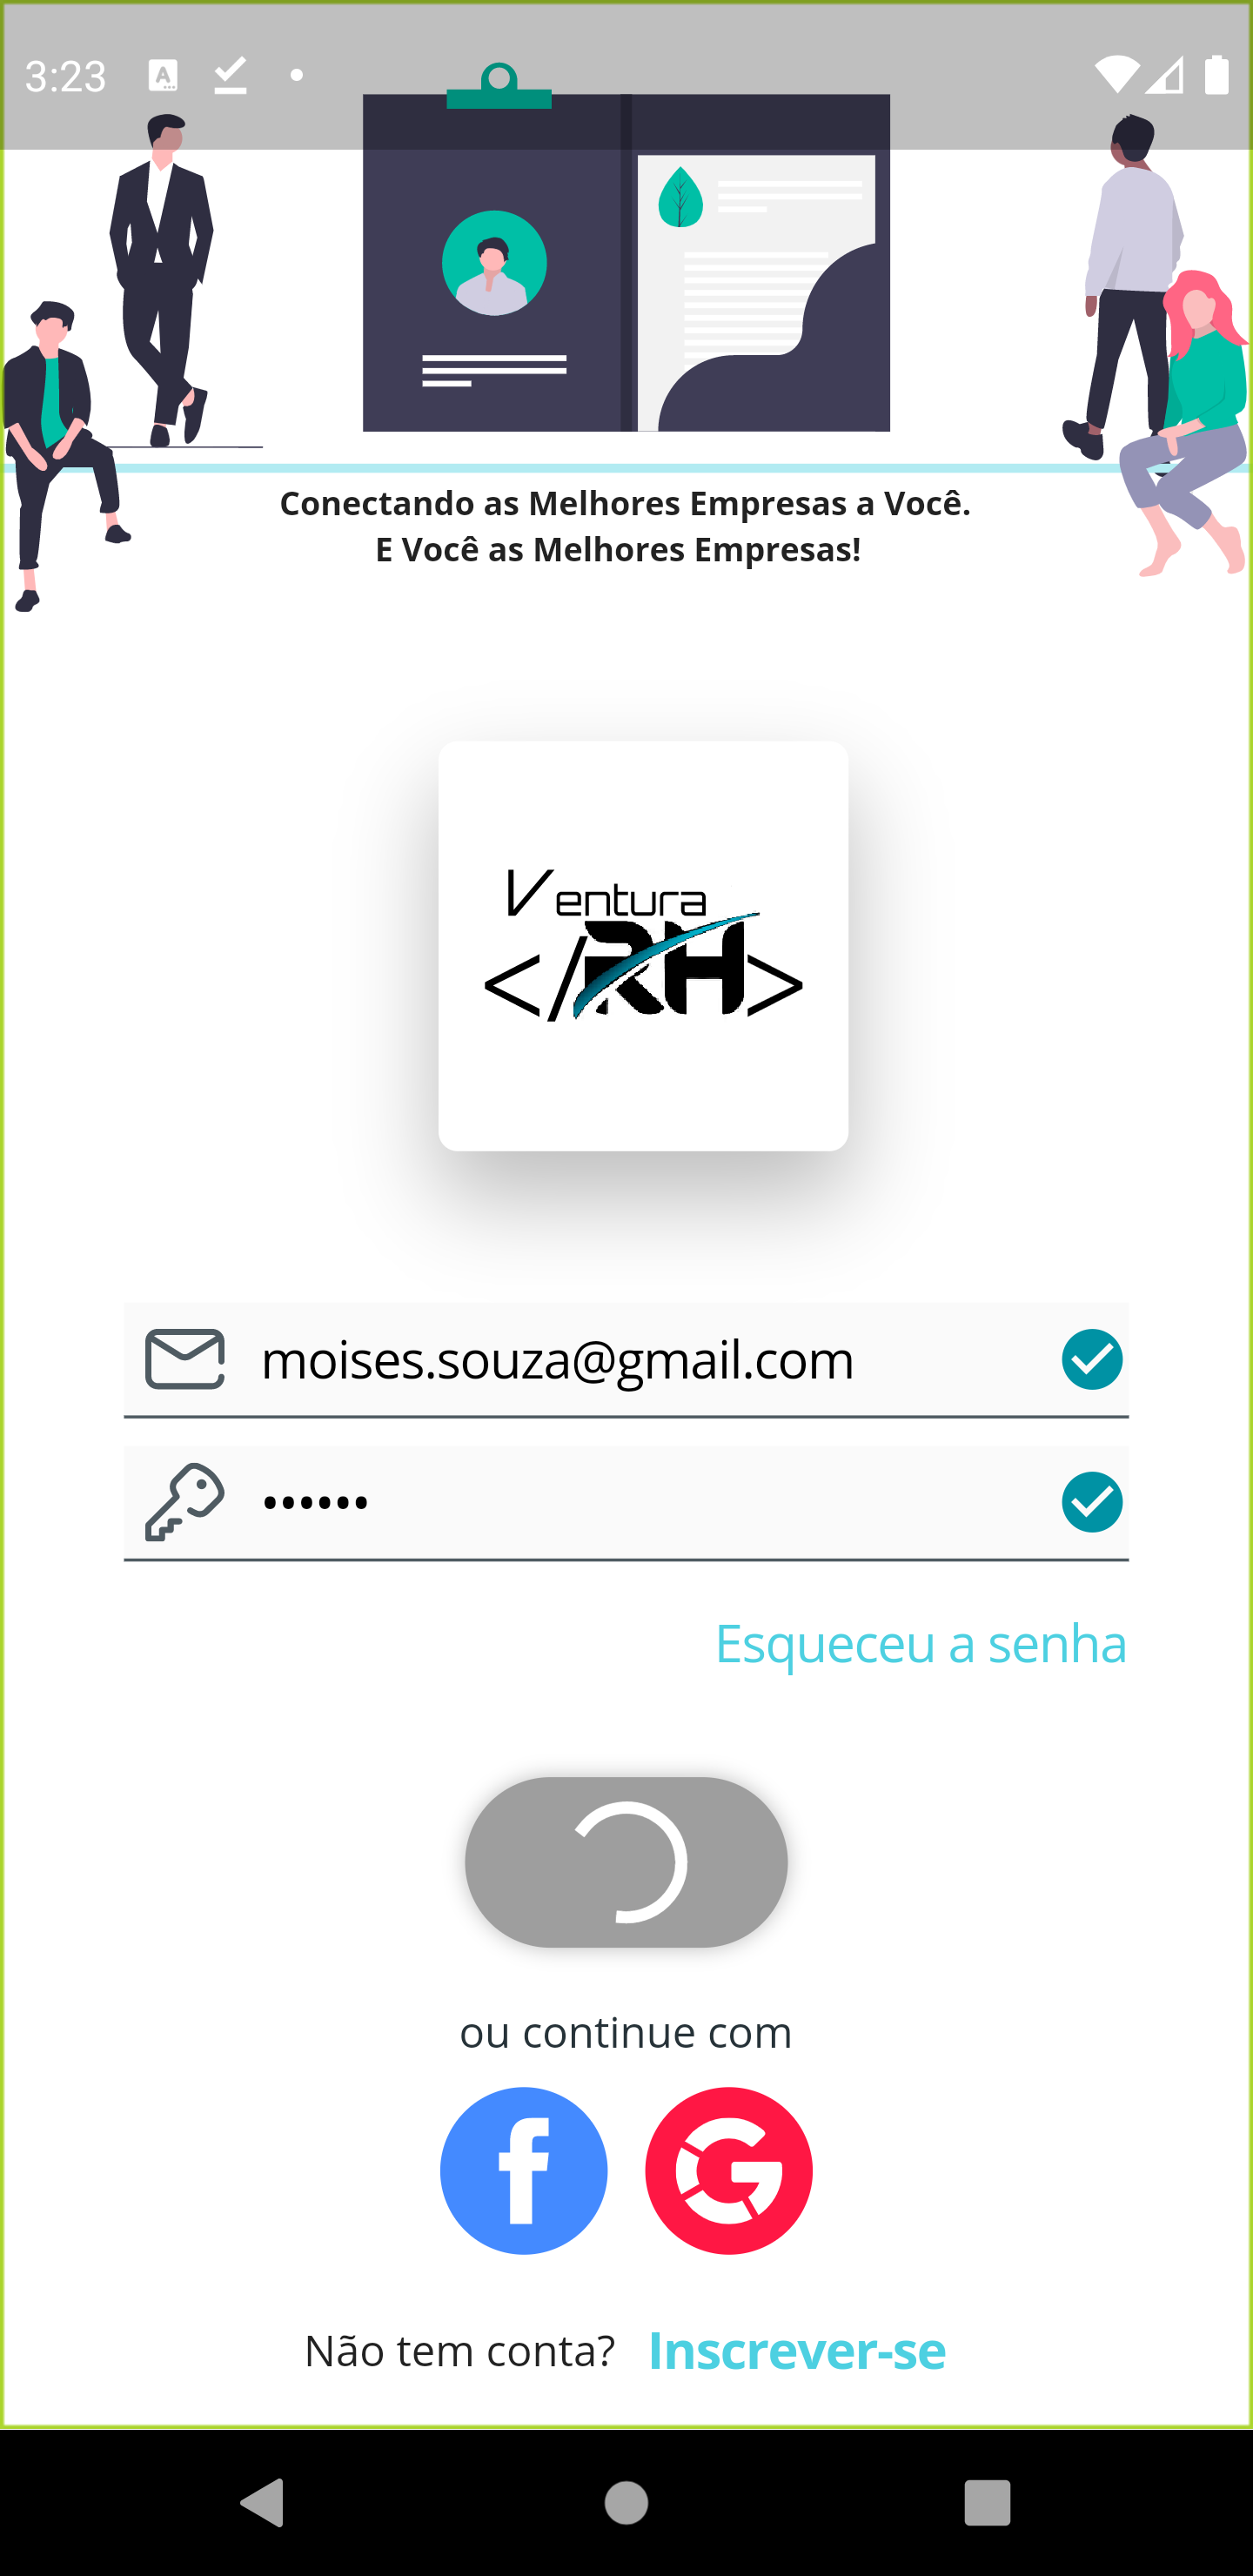 3:23
Conectando as Melhores Empresas a Você.
E Você as Melhores Empresas!
Ventura
</RH>
moises.souza@gmail.com
••••••
Esqueceu a senha
ou continue com
Não tem conta? Inscrever-se